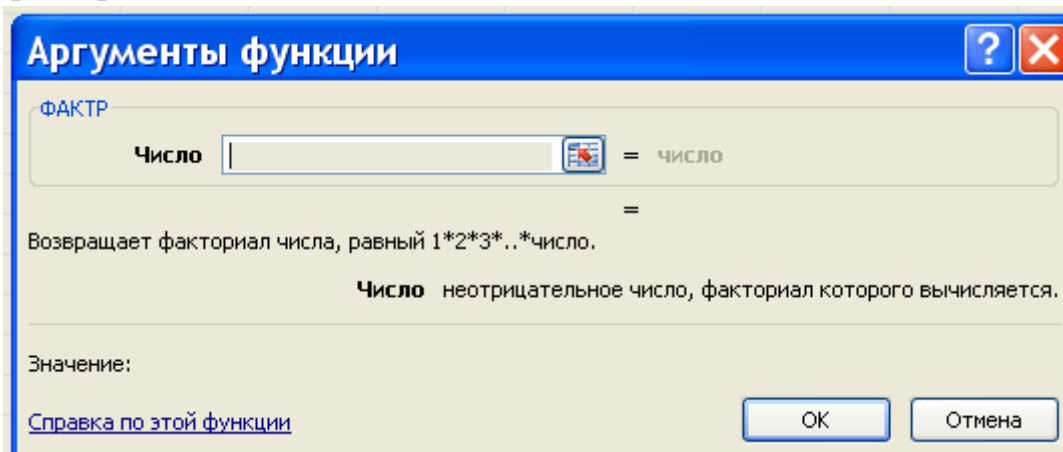 Аргументы функции
ФАКТР
Число = число
=
Возвращает факториал числа, равный 1*2*3*..*число.
Число неотрицательное число, факториал которого вычисляется.
Значение:
Справка по этой функции
ОК Отмена